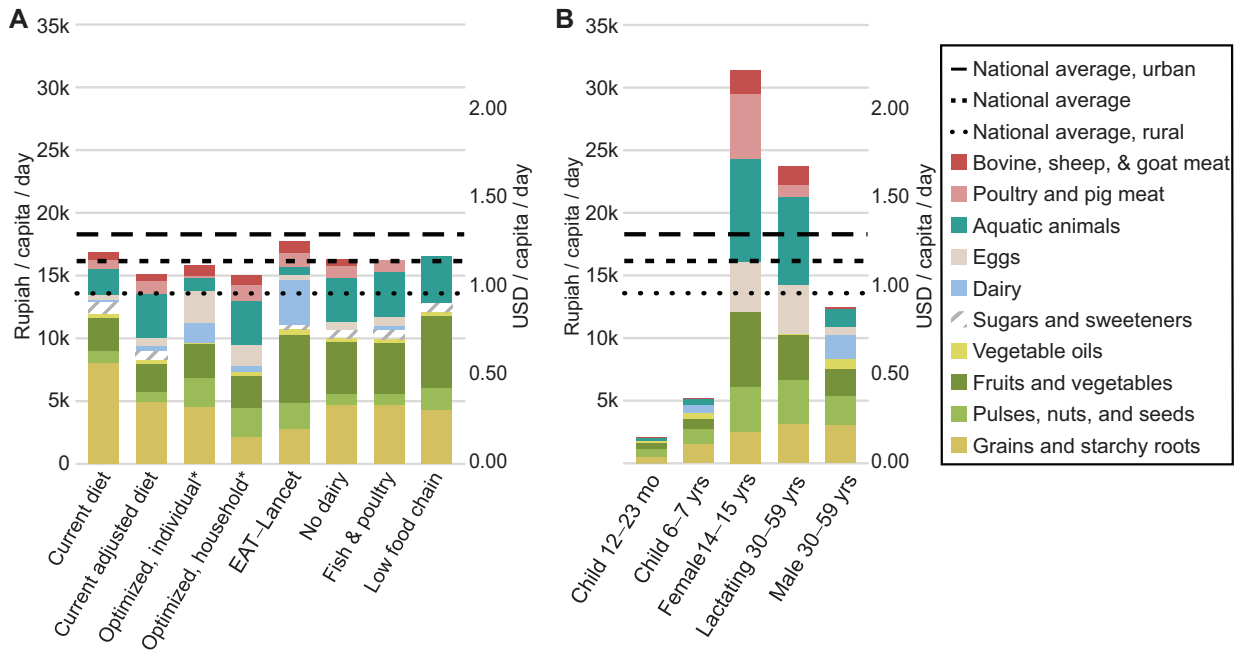 A
35k
30k
25k
20k
15k
10k
5k
0
Rupiah / capita / day
2.00
1.50
1.00
0.50
0.00
USD / capita / day
Current diet
Current adjusted diet
Optimized, individual*
Optimized, household*
EAT–Lancet
No dairy
Fish & poultry
Low food chain
B
35k
30k
25k
20k
15k
10k
5k
Rupiah / capita / day
2.00
1.50
1.00
0.50
0.00
USD / capita / day
Child 12–23 mo
Child 6–7 yrs
Female14–15 yrs
Lactating 30–59 yrs
Male 30–59 yrs
National average, urban
National average
National average, rural
Bovine, sheep, & goat meat
Poultry and pig meat
Aquatic animals
Eggs
Dairy
Sugars and sweeteners
Vegetable oils
Fruits and vegetables
Pulses, nuts, and seeds
Grains and starchy roots